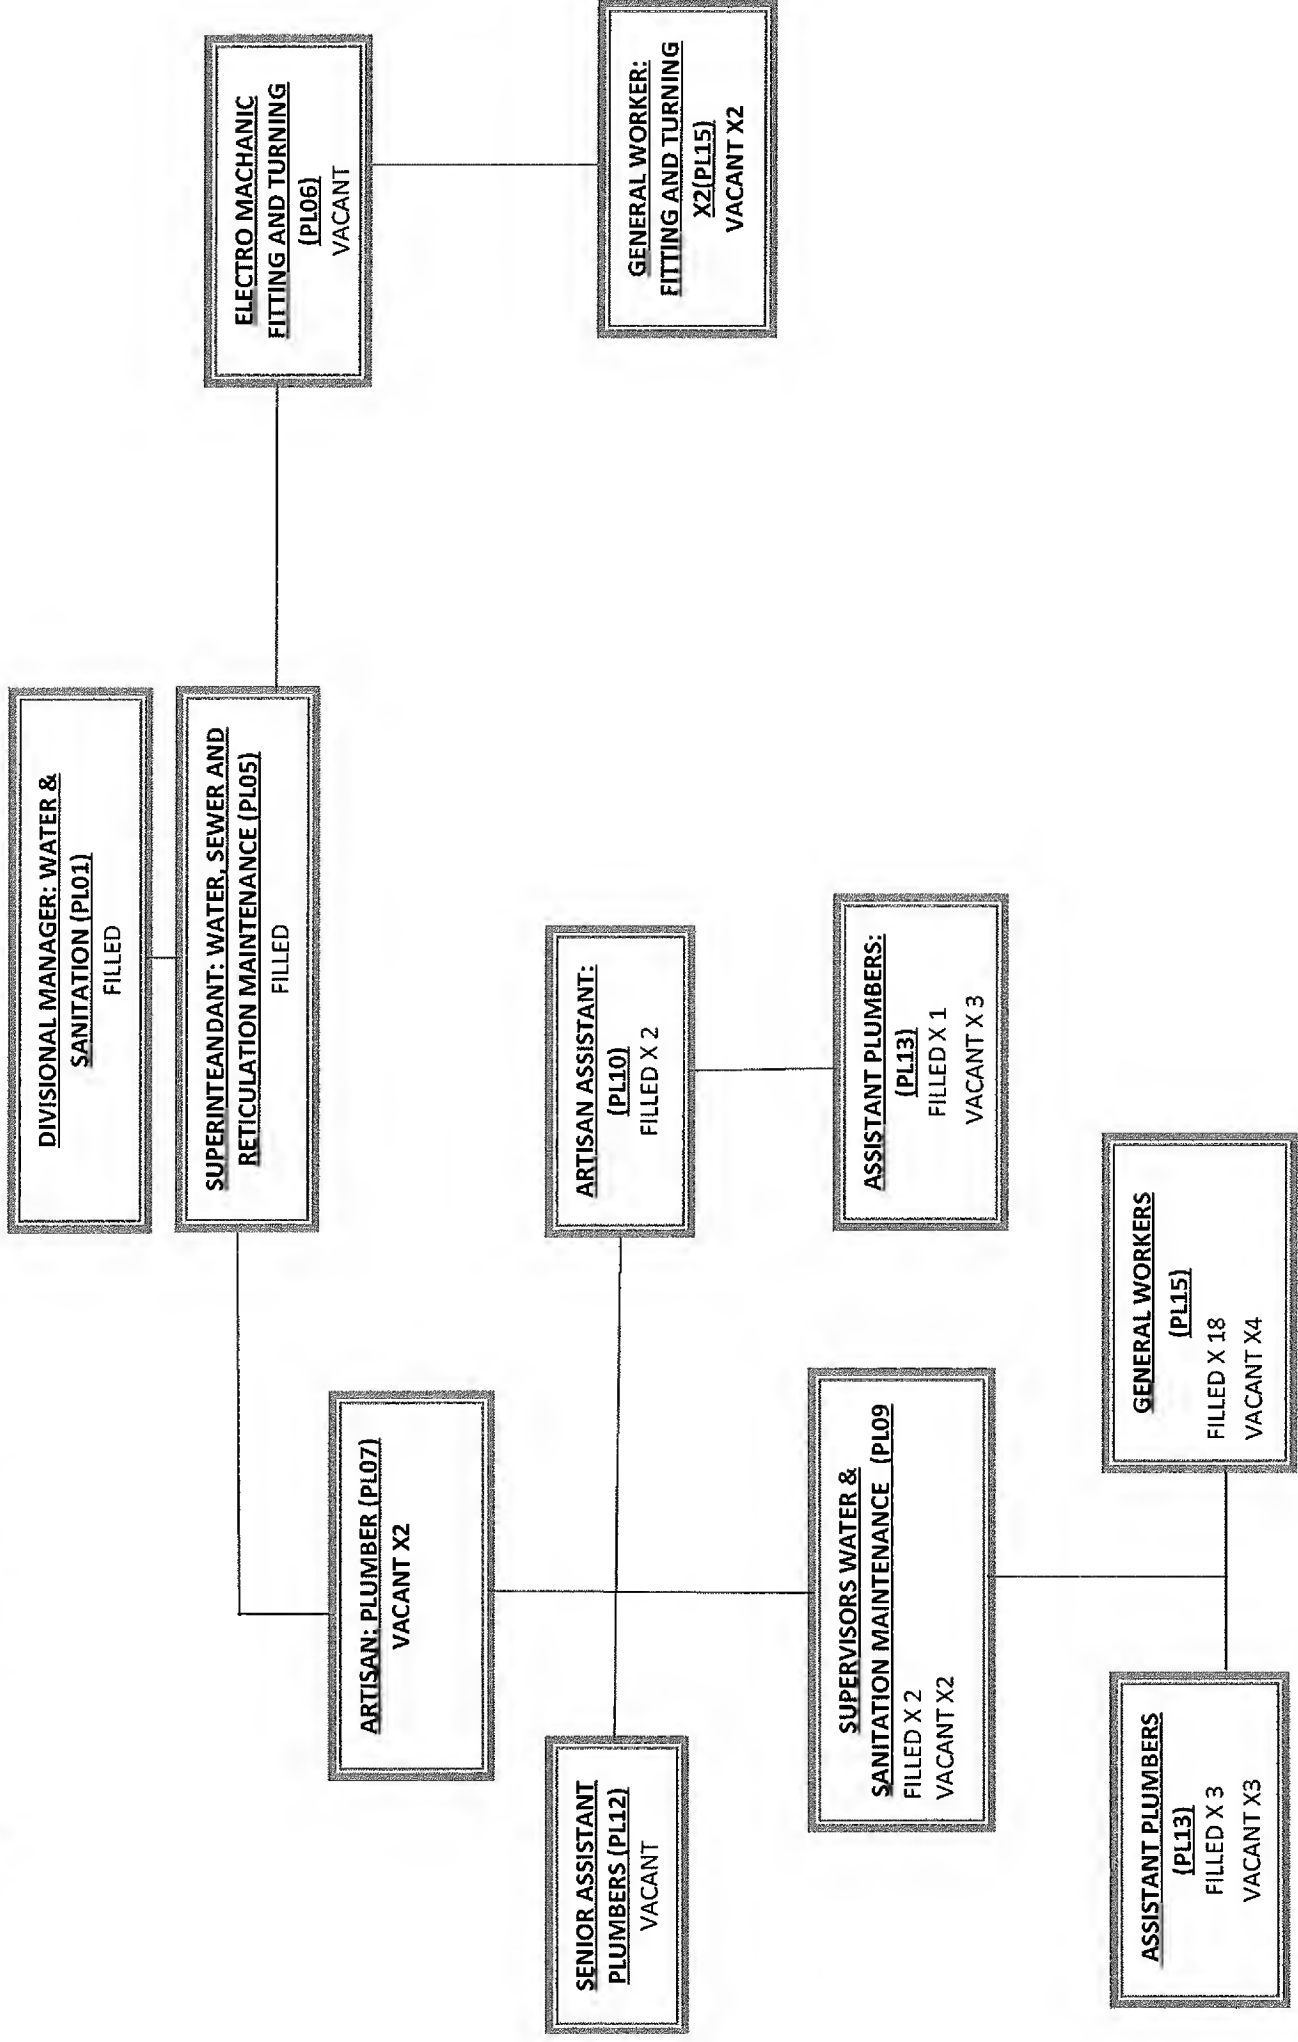 DIVISIONAL MANAGER: WATER &
SANITATION (PL01)
FILLED
SUPERINTEANDANT: WATER, SEWER AND
RETICULATION MAINTENANCE (PL05)
FILLED
ELECTRO MACHANIC
FITTING AND TURNING
(PL06)
VACANT
GENERAL WORKER:
FITTING AND TURNING
X2(PL15)
VACANT X2
ARTISAN: PLUMBER (PL07)
VACANT X2
SENIOR ASSISTANT
PLUMBERS (PL12)
VACANT
ARTISAN ASSISTANT:
(PL10)
FILLED X 2
SUPERVISORS WATER &
SANITATION MAINTENANCE (PL09
FILLED X 2
VACANT X2
ASSISTANT PLUMBERS:
(PL13)
FILLED X 1
VACANT X 3
ASSISTANT PLUMBERS
(PL13)
FILLED X 3
VACANT X3
GENERAL WORKERS
(PL15)
FILLED X 18
VACANT X4